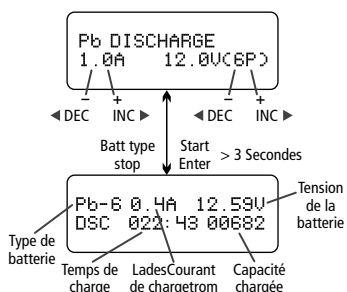 Pb DISCHARGE
1.0A 12.0V(6P)
− + − +
◀ DEC INC ▶ ◀ DEC INC ▶
Batt type
stop
Start
Enter
> 3 Secondes
Pb-6 0.4A 12.59V
DSC 022:43 00682
Tension
de la
batterie
Type de
batterie
Temps de
charge
LadesCourant
de chargetrom
Capacité
chargée